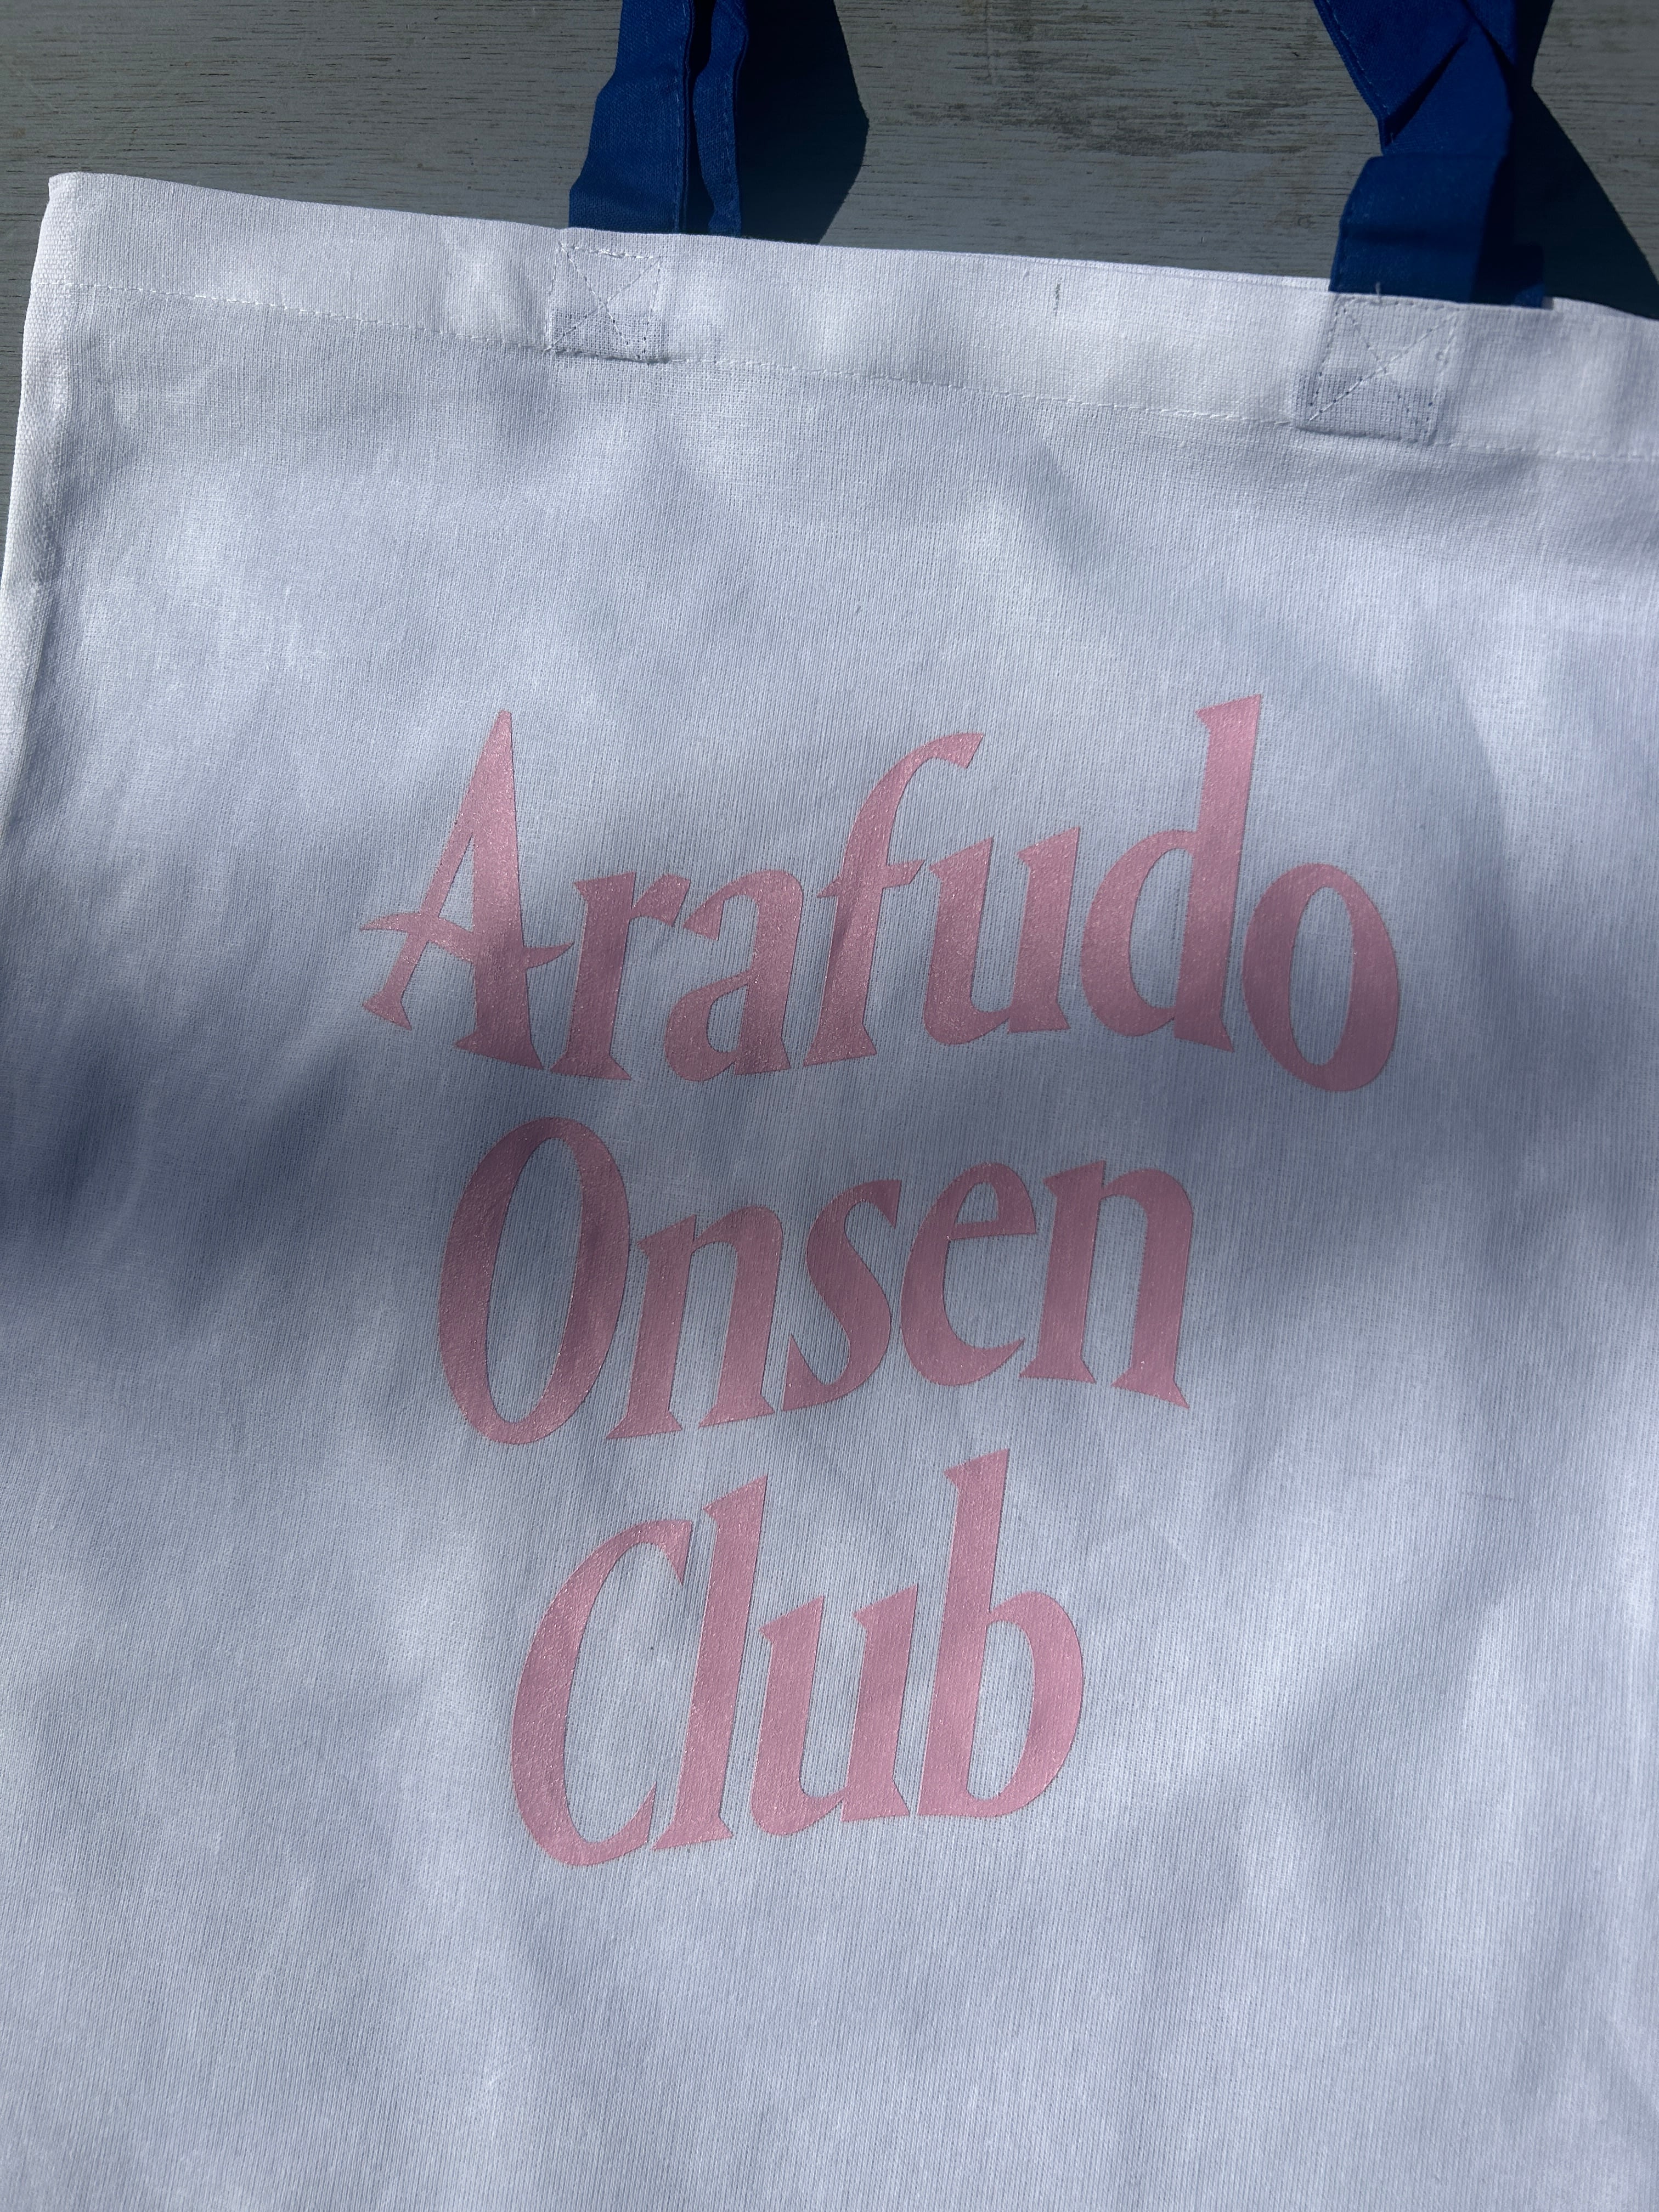 Arafudo
Onsen
Club